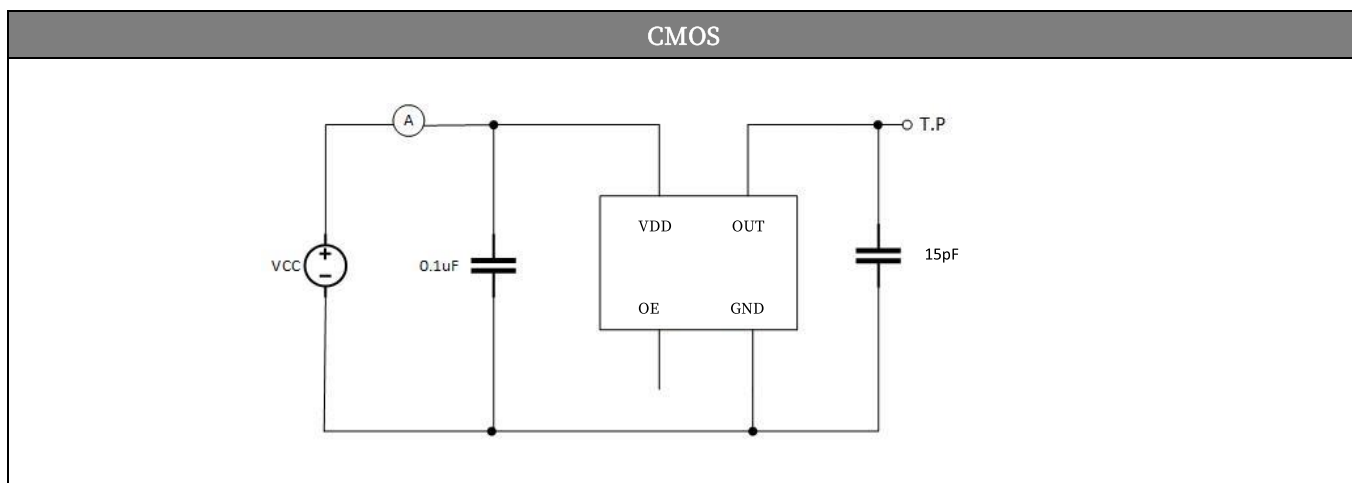 CMOS
A
T.P
VDD
OUT
VCC
0.1uF
15pF
OE
GND